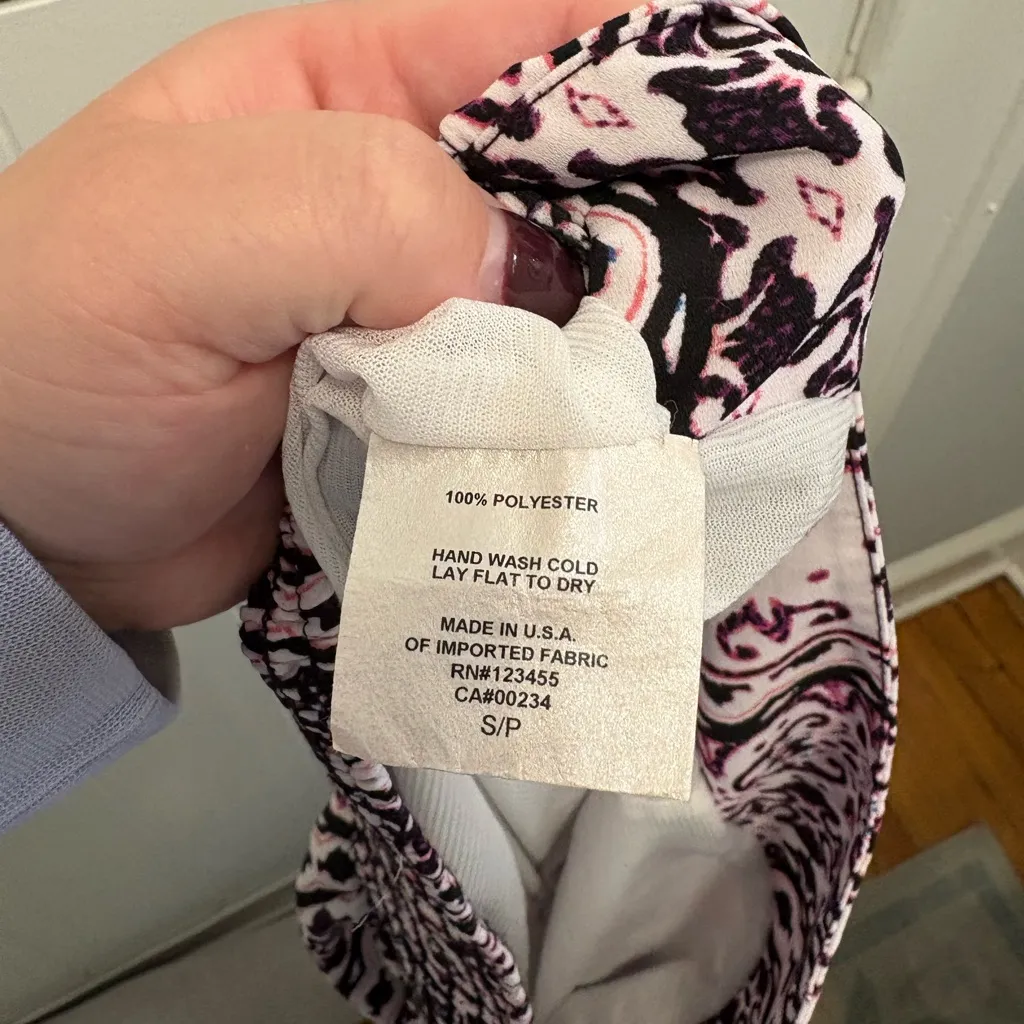 100% POLYESTER
HAND WASH COLD
LAY FLAT TO DRY
MADE IN U.S.A.
OF IMPORTED FABRIC
RN#123455
CA#00234
S/P